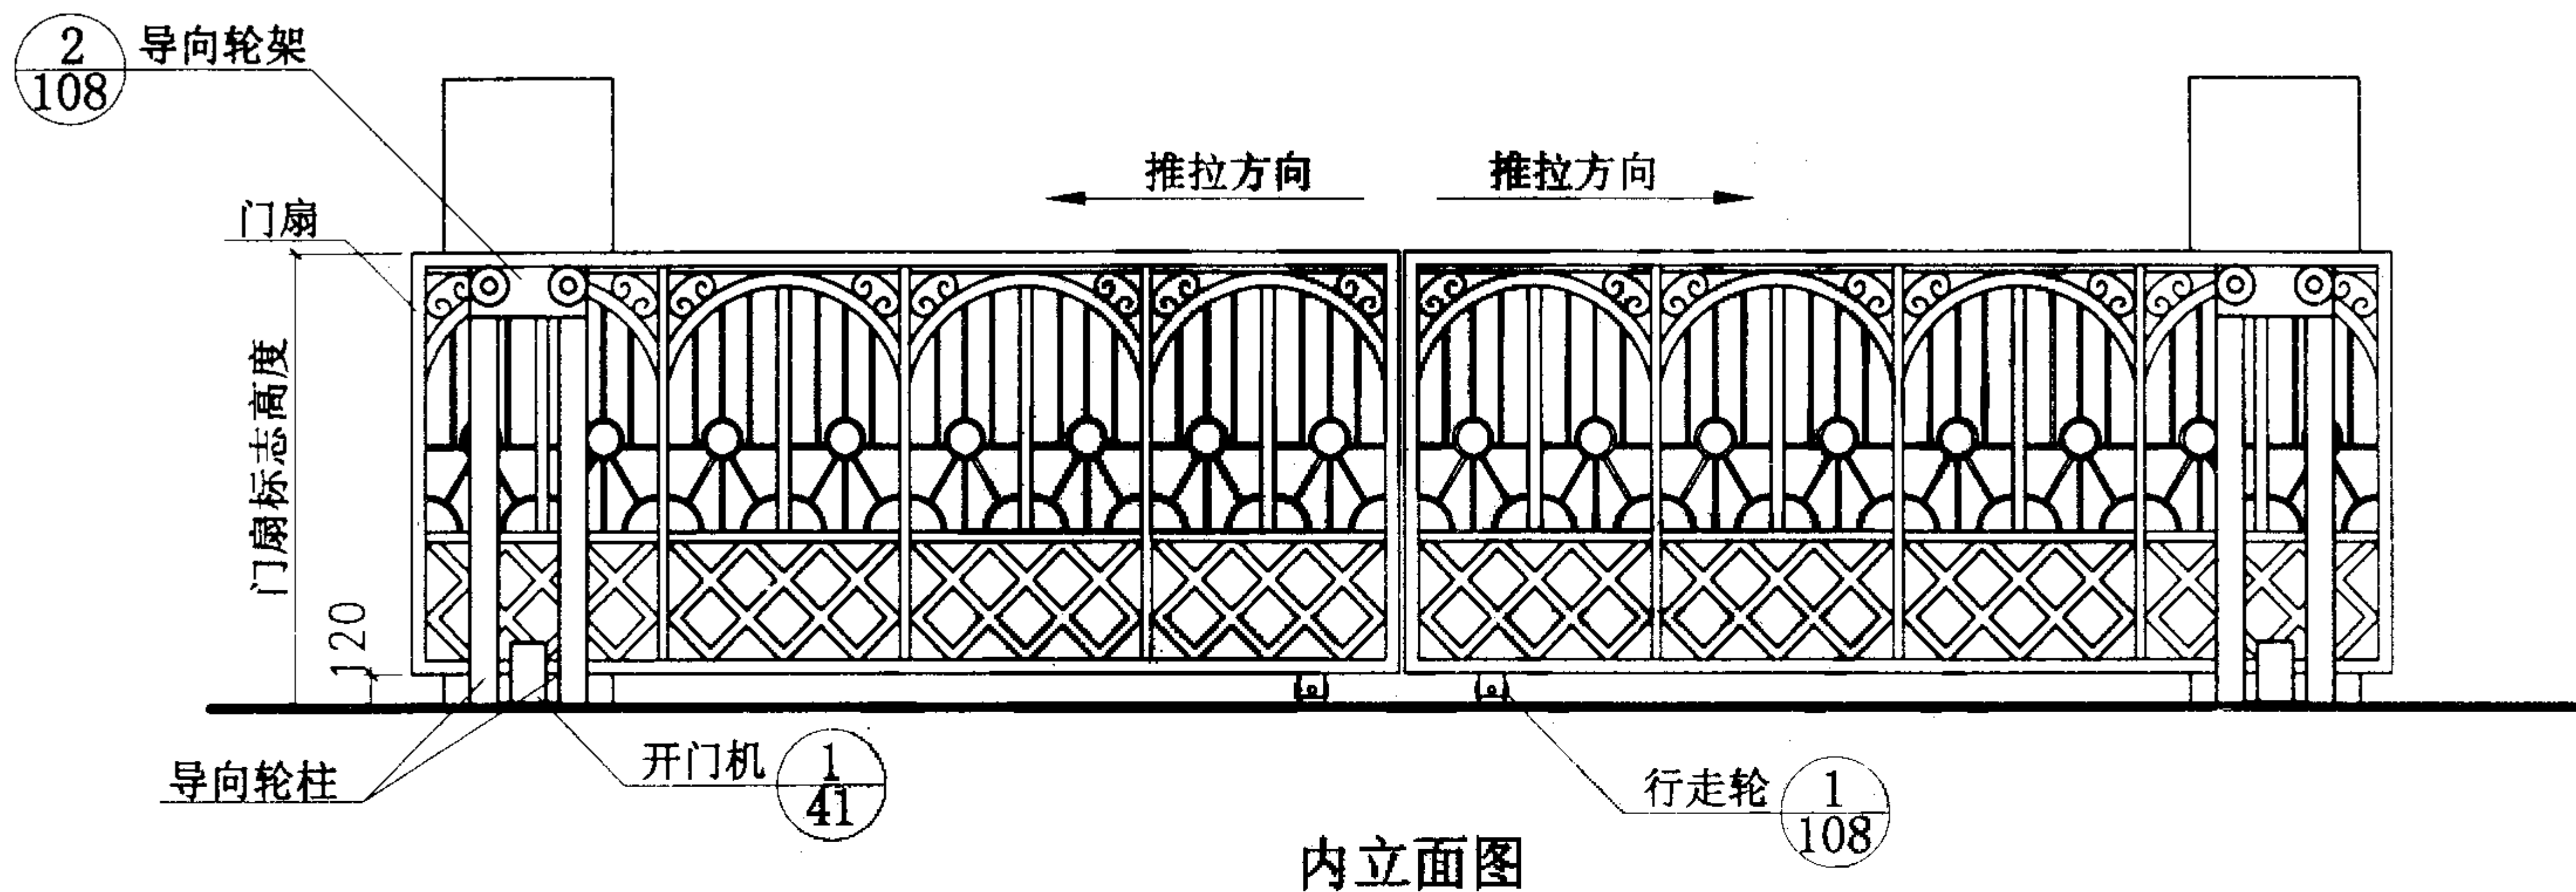 2 导向轮架
108
推拉方向 推拉方向
门扇
门扇标志高度
120
导向轮柱
开门机 1
41
行走轮 1
108
内立面图